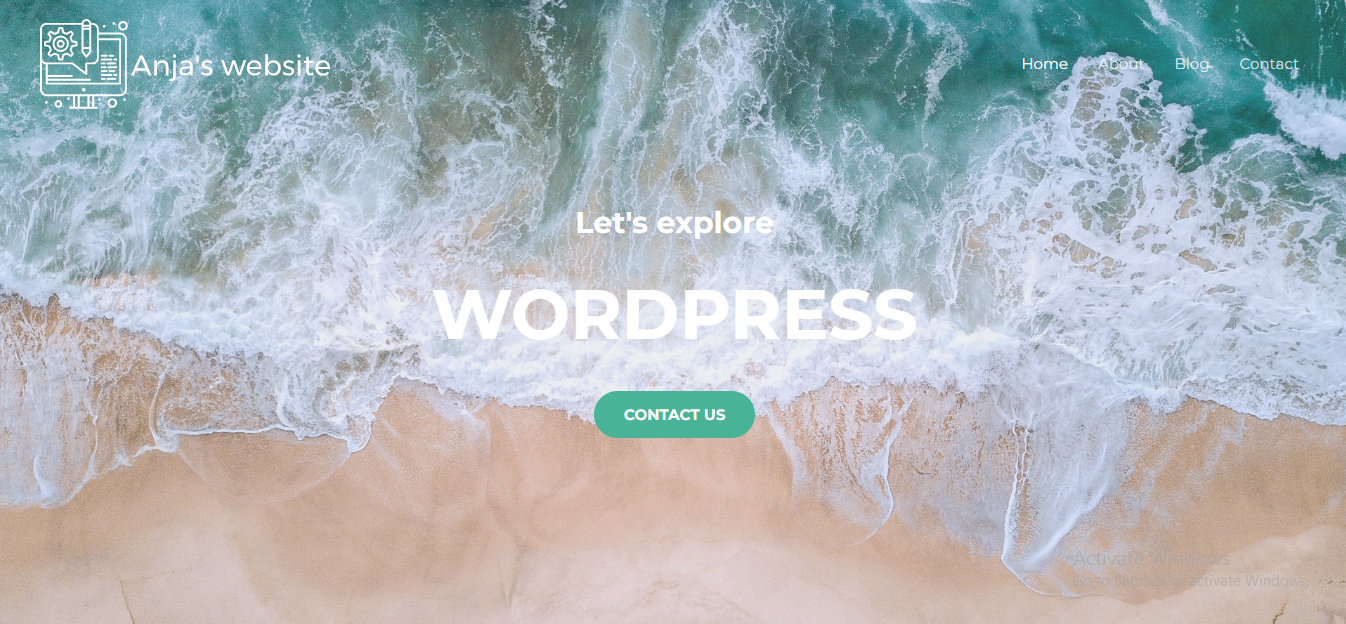 Anja's website
Home About Blog Contact
Let's explore
WORDPRESS
CONTACT US
Activate Windows
Go to Settings to activate Windows.